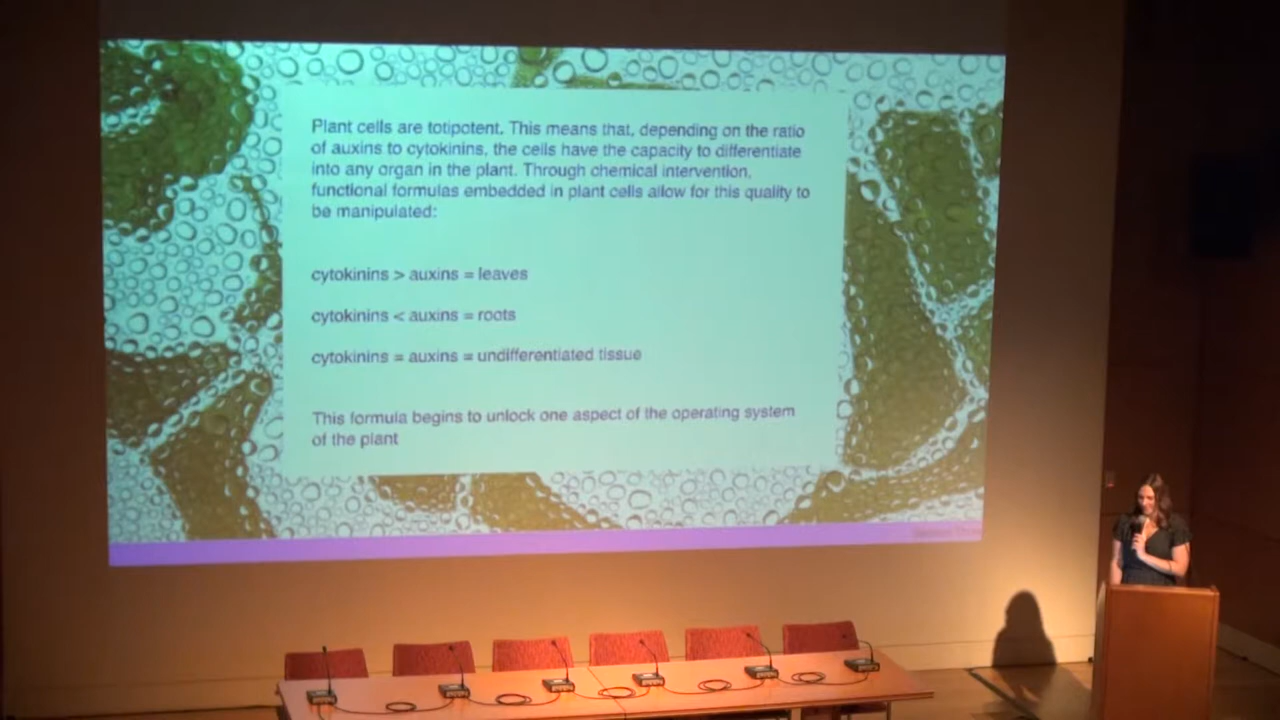 Plant cells are totipotent. This means that, depending on the ratio
of auxins to cytokinins, the cells have the capacity to differentiate
into any organ in the plant. Through chemical intervention,
functional formulas embedded in plant cells allow for this quality to
be manipulated:
cytokinins > auxins = leaves
cytokinins < auxins = roots
cytokinins = auxins = undifferentiated tissue
This formula begins to unlock one aspect of the operating system
of the plant